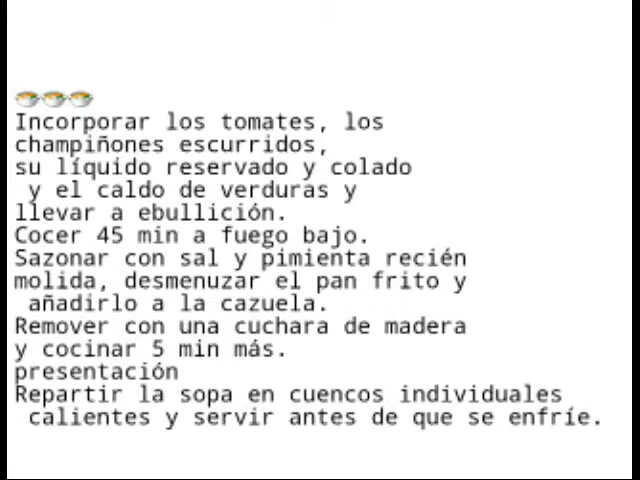 Incorporar los tomates, los
champiñones escurridos,
su líquido reservado y colado
y el caldo de verduras y
llevar a ebullición.
Cocer 45 min a fuego bajo.
Sazonar con sal y pimienta recién
molida, desmenuzar el pan frito y
añadirlo a la cazuela.
Remover con una cuchara de madera
y cocinar 5 min más.
presentación
Repartir la sopa en cuencos individuales
calientes y servir antes de que se enfríe.